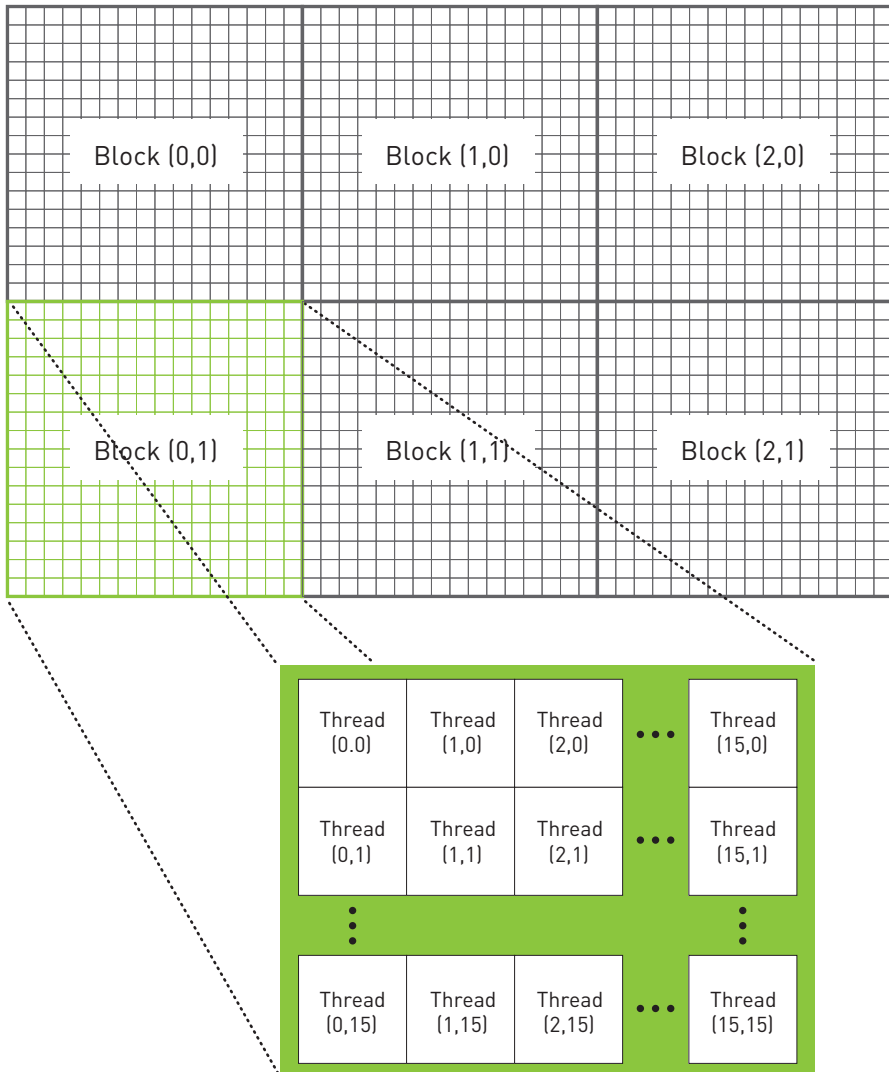 Block (0,0)
Block (1,0)
Block (2,0)
Block (0,1)
Block (1,1)
Block (2,1)
Thread
(0.0)
Thread
(1,0)
Thread
(2,0)
•••
Thread
(15,0)
Thread
(0,1)
Thread
(1,1)
Thread
(2,1)
•••
Thread
(15,1)
Thread
(0,15)
Thread
(1,15)
Thread
(2,15)
•••
Thread
(15,15)